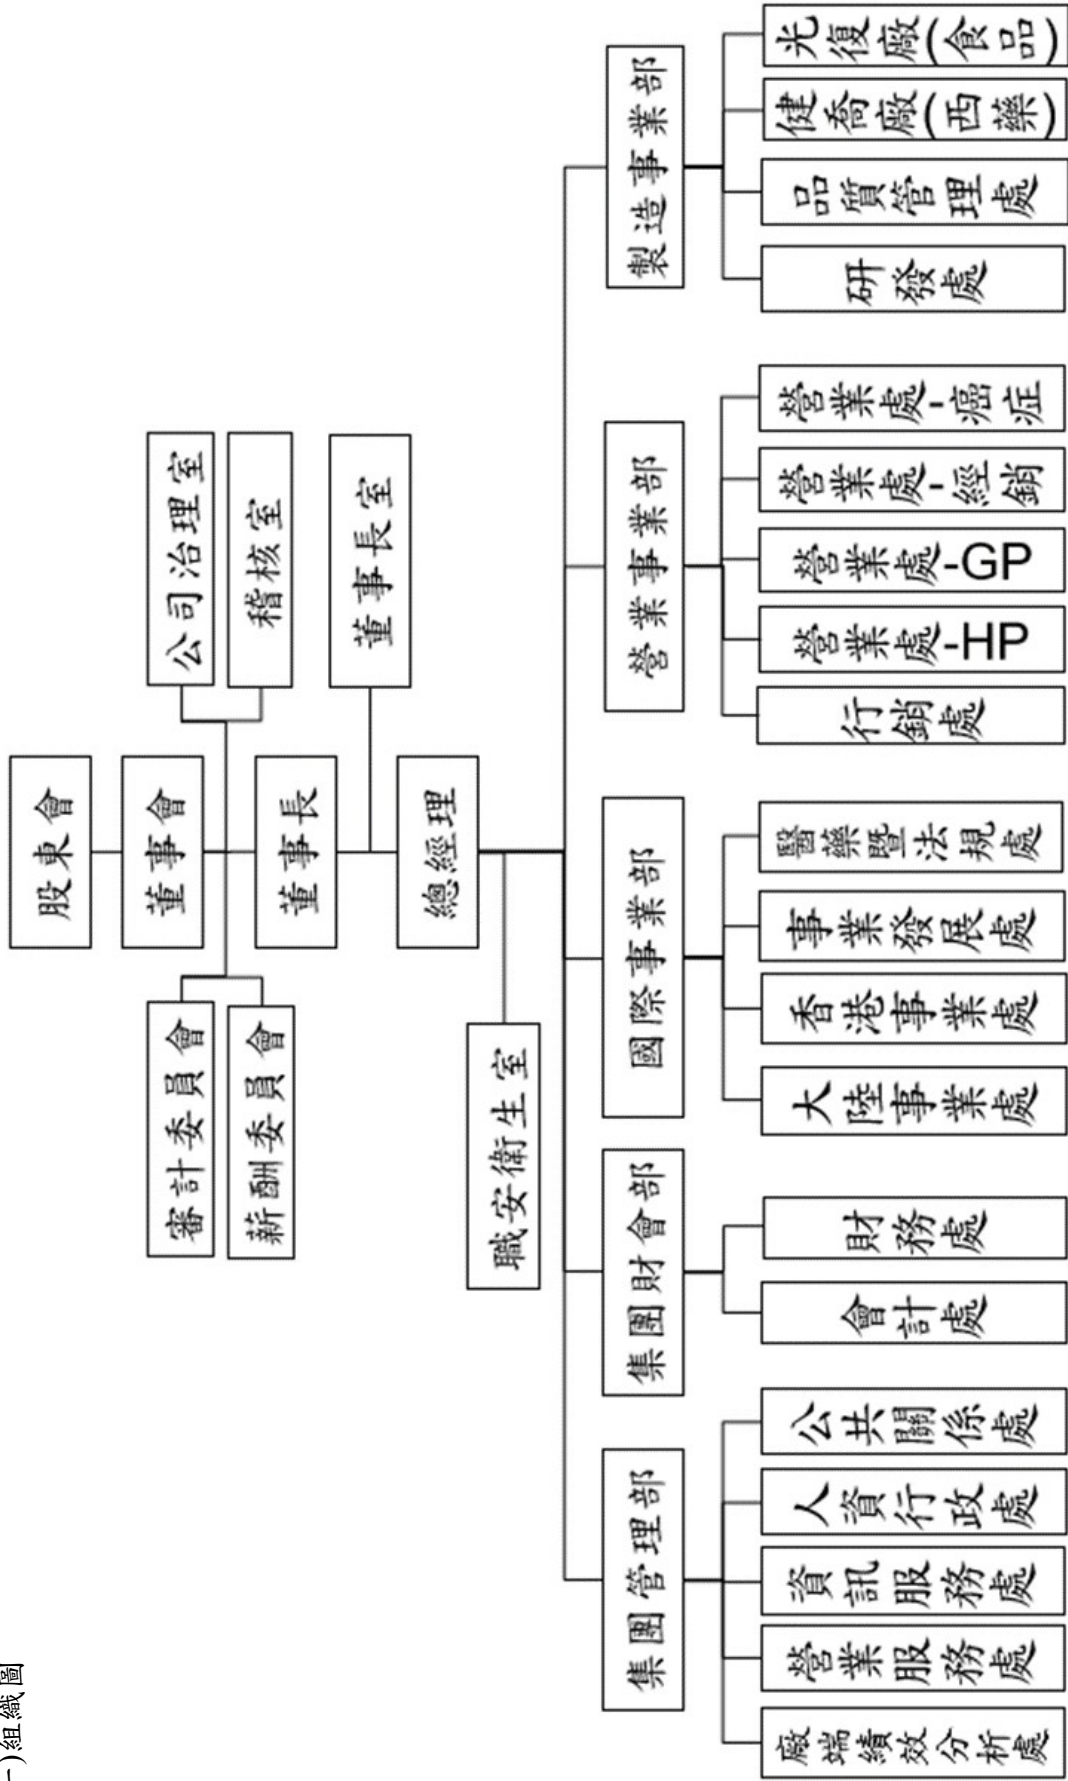 一)組織圖
股東會
董事會
審計委員會
薪酬委員會
公司治理室
稽核室
董事長
董事長室
總經理
職安衛生室
集團管理部
廠端績效分析處
營業服務處
資訊服務處
人資行政處
公共關係處
集團財會部
會計處
財務處
國際事業部
大陸事業處
香港事業處
事業發展處
醫藥暨法規處
營業事業部
行銷處
營業處-HP
營業處-GP
營業處-經銷
營業處-癌症
製造事業部
研發處
品質管理處
健喬廠(西藥)
光復廠(食品)